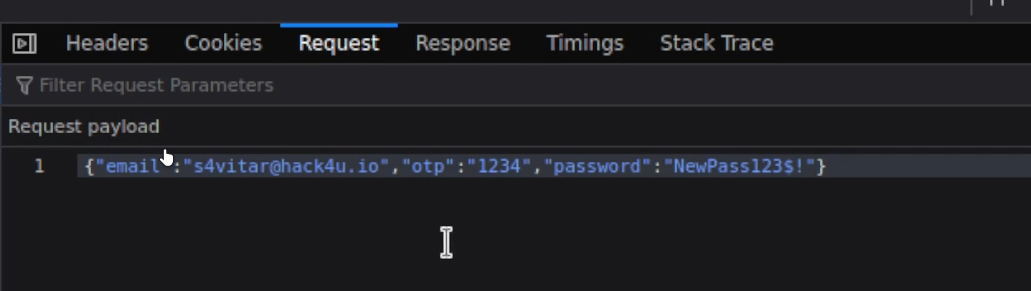 Headers Cookies Request Response Timings Stack Trace
Filter Request Parameters
Request payload
1 {"email":"s4vitar@hack4u.io","otp":"1234","password":"NewPass123$!"}